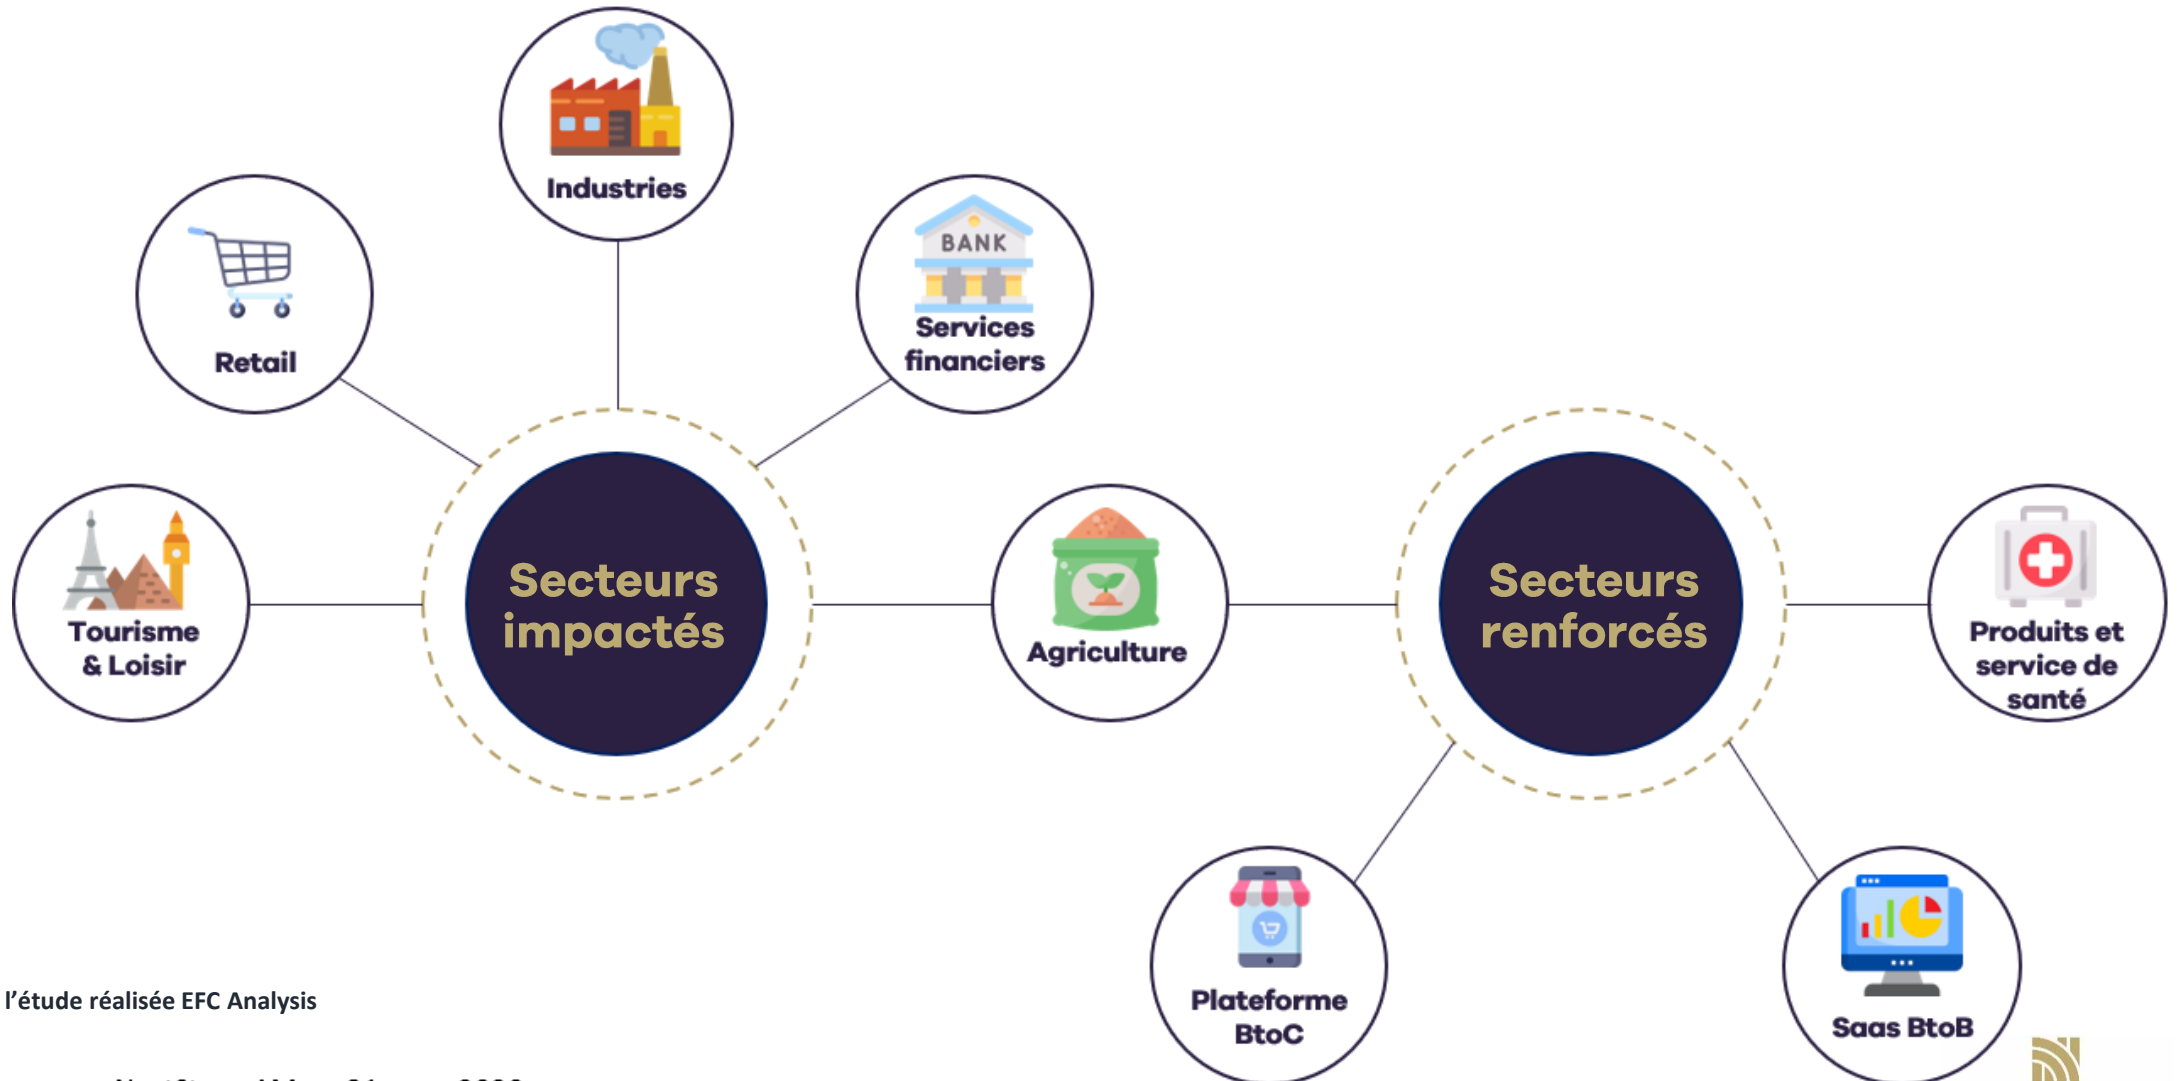 Industries
BANK
Services
financiers
Retail
Secteurs
impactés
Tourisme
& Loisir
Agriculture
Secteurs
renforcés
Produits et
service de
santé
Plateforme
BtoC
Saas BtoB
l'étude réalisée EFC Analysis